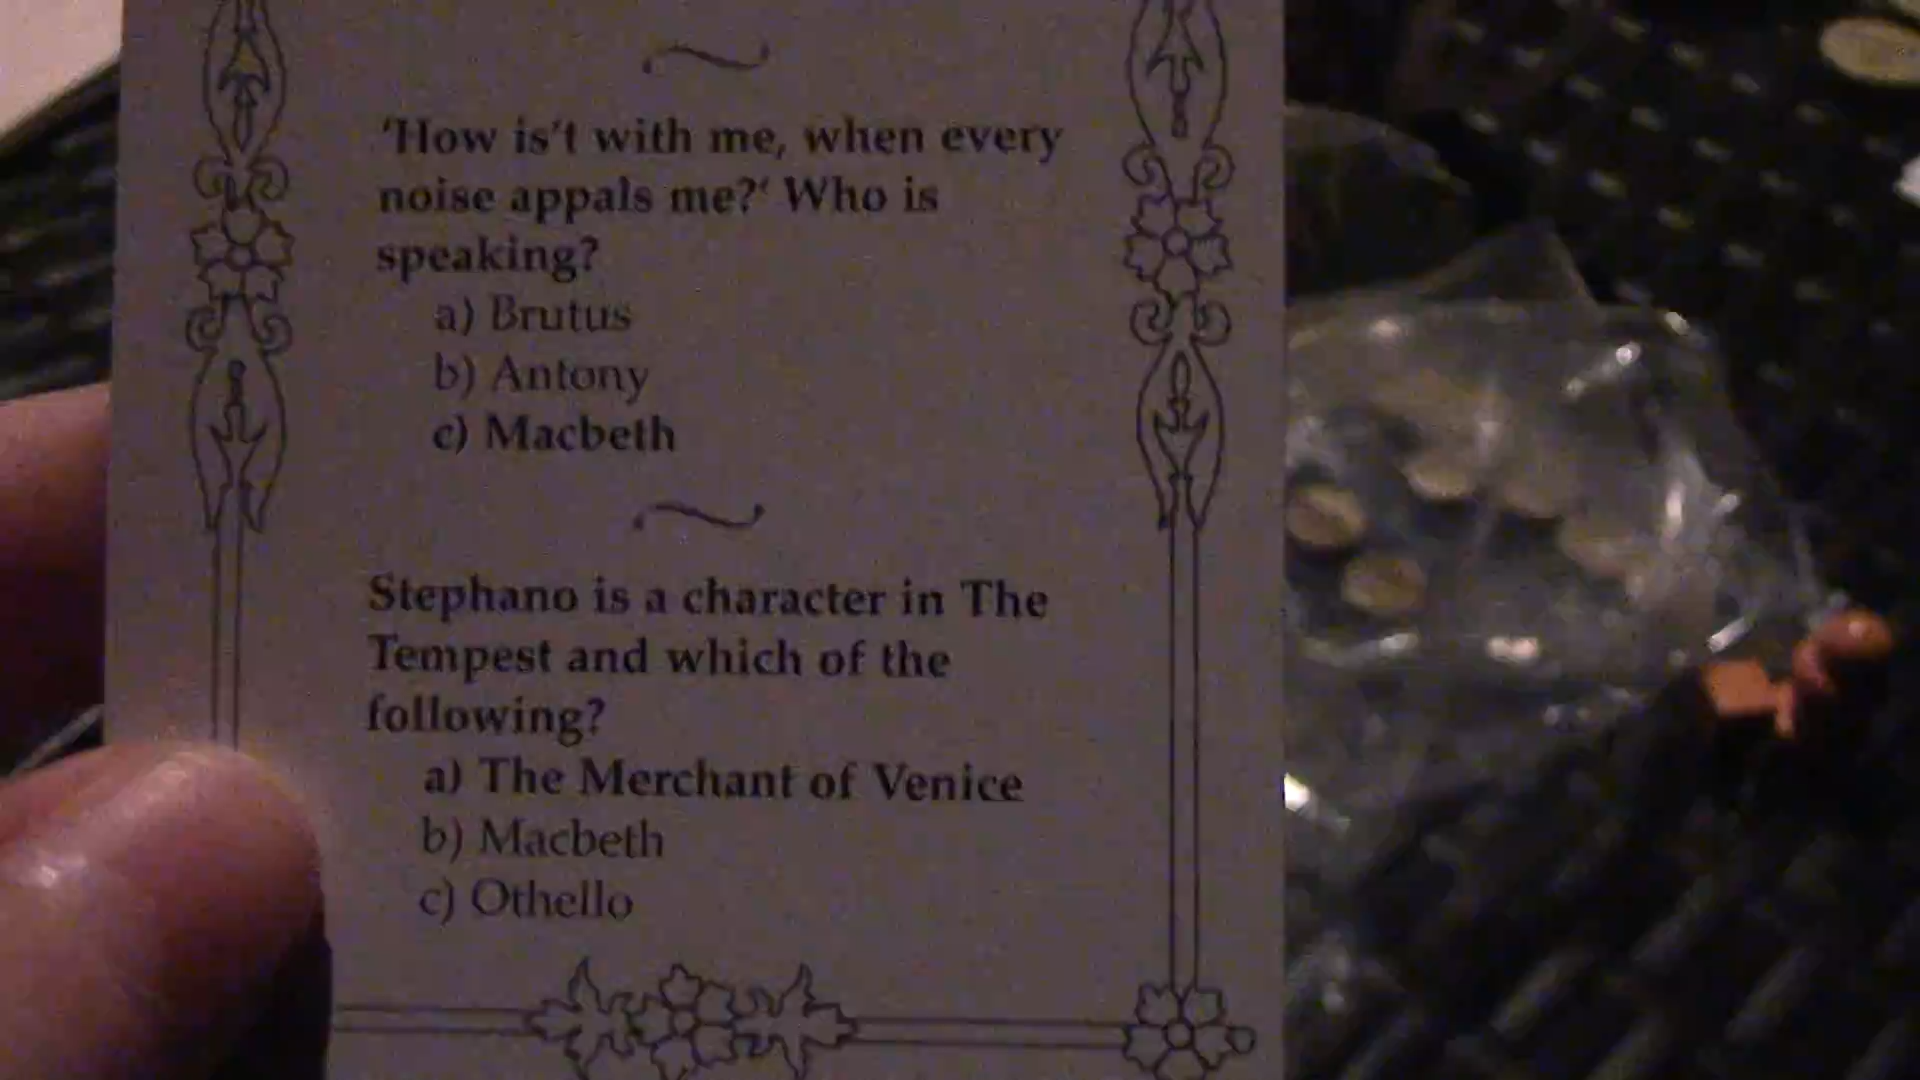 ‘How is’t with me, when every
noise appals me?‘ Who is
speaking?
a) Brutus
b) Antony
c) Macbeth
Stephano is a character in The
Tempest and which of the
following?
a) The Merchant of Venice
b) Macbeth
c) Othello